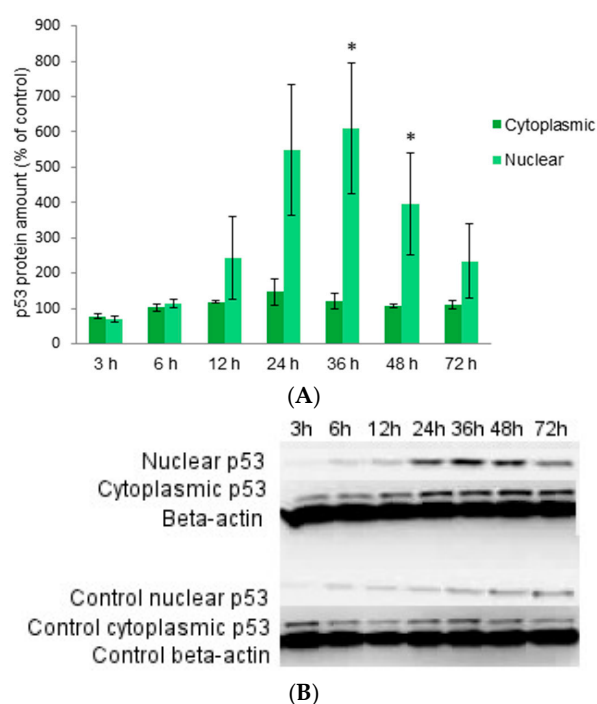 900
*
800
*
700
600
500
400
300
200
100
0
p53 protein amount (% of control)
Cytoplasmic
Nuclear
3 h 6 h 12 h 24 h 36 h 48 h 72 h
(A)
3h 6h 12h 24h 36h 48h 72h
Nuclear p53
Cytoplasmic p53
Beta-actin
Control nuclear p53
Control cytoplasmic p53
Control beta-actin
(B)